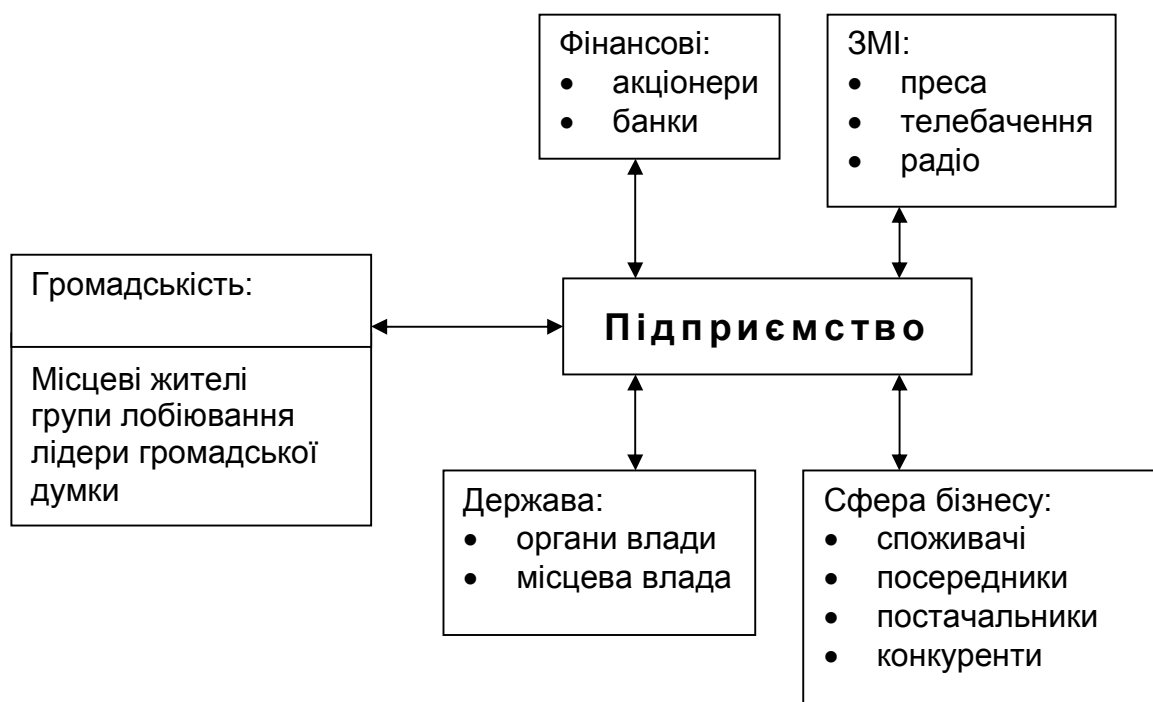 Фінансові:
• акціонери
• банки
ЗМІ:
• преса
• телебачення
• радіо
Громадськість:
Місцеві жителі
групи лобіювання
лідери громадської
думки
Підприємство
Держава:
• органи влади
• місцева влада
Сфера бізнесу:
• споживачі
• посередники
• постачальники
• конкуренти